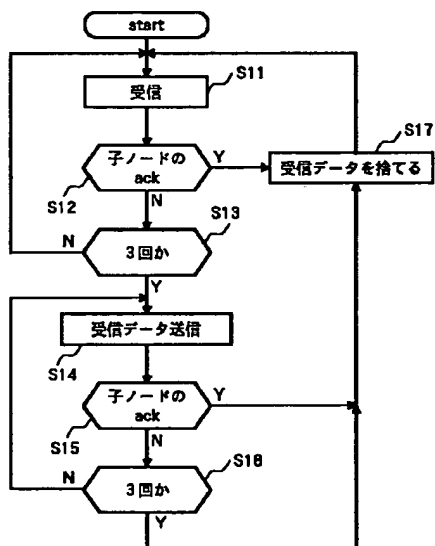 start
受信
S11
子ノードの
ack
Y
S12
N
S17
受信データを捨てる
3回か
S13
N
Y
受信データ送信
S14
子ノードの
ack
Y
S15
N
3回か
S16
N
Y